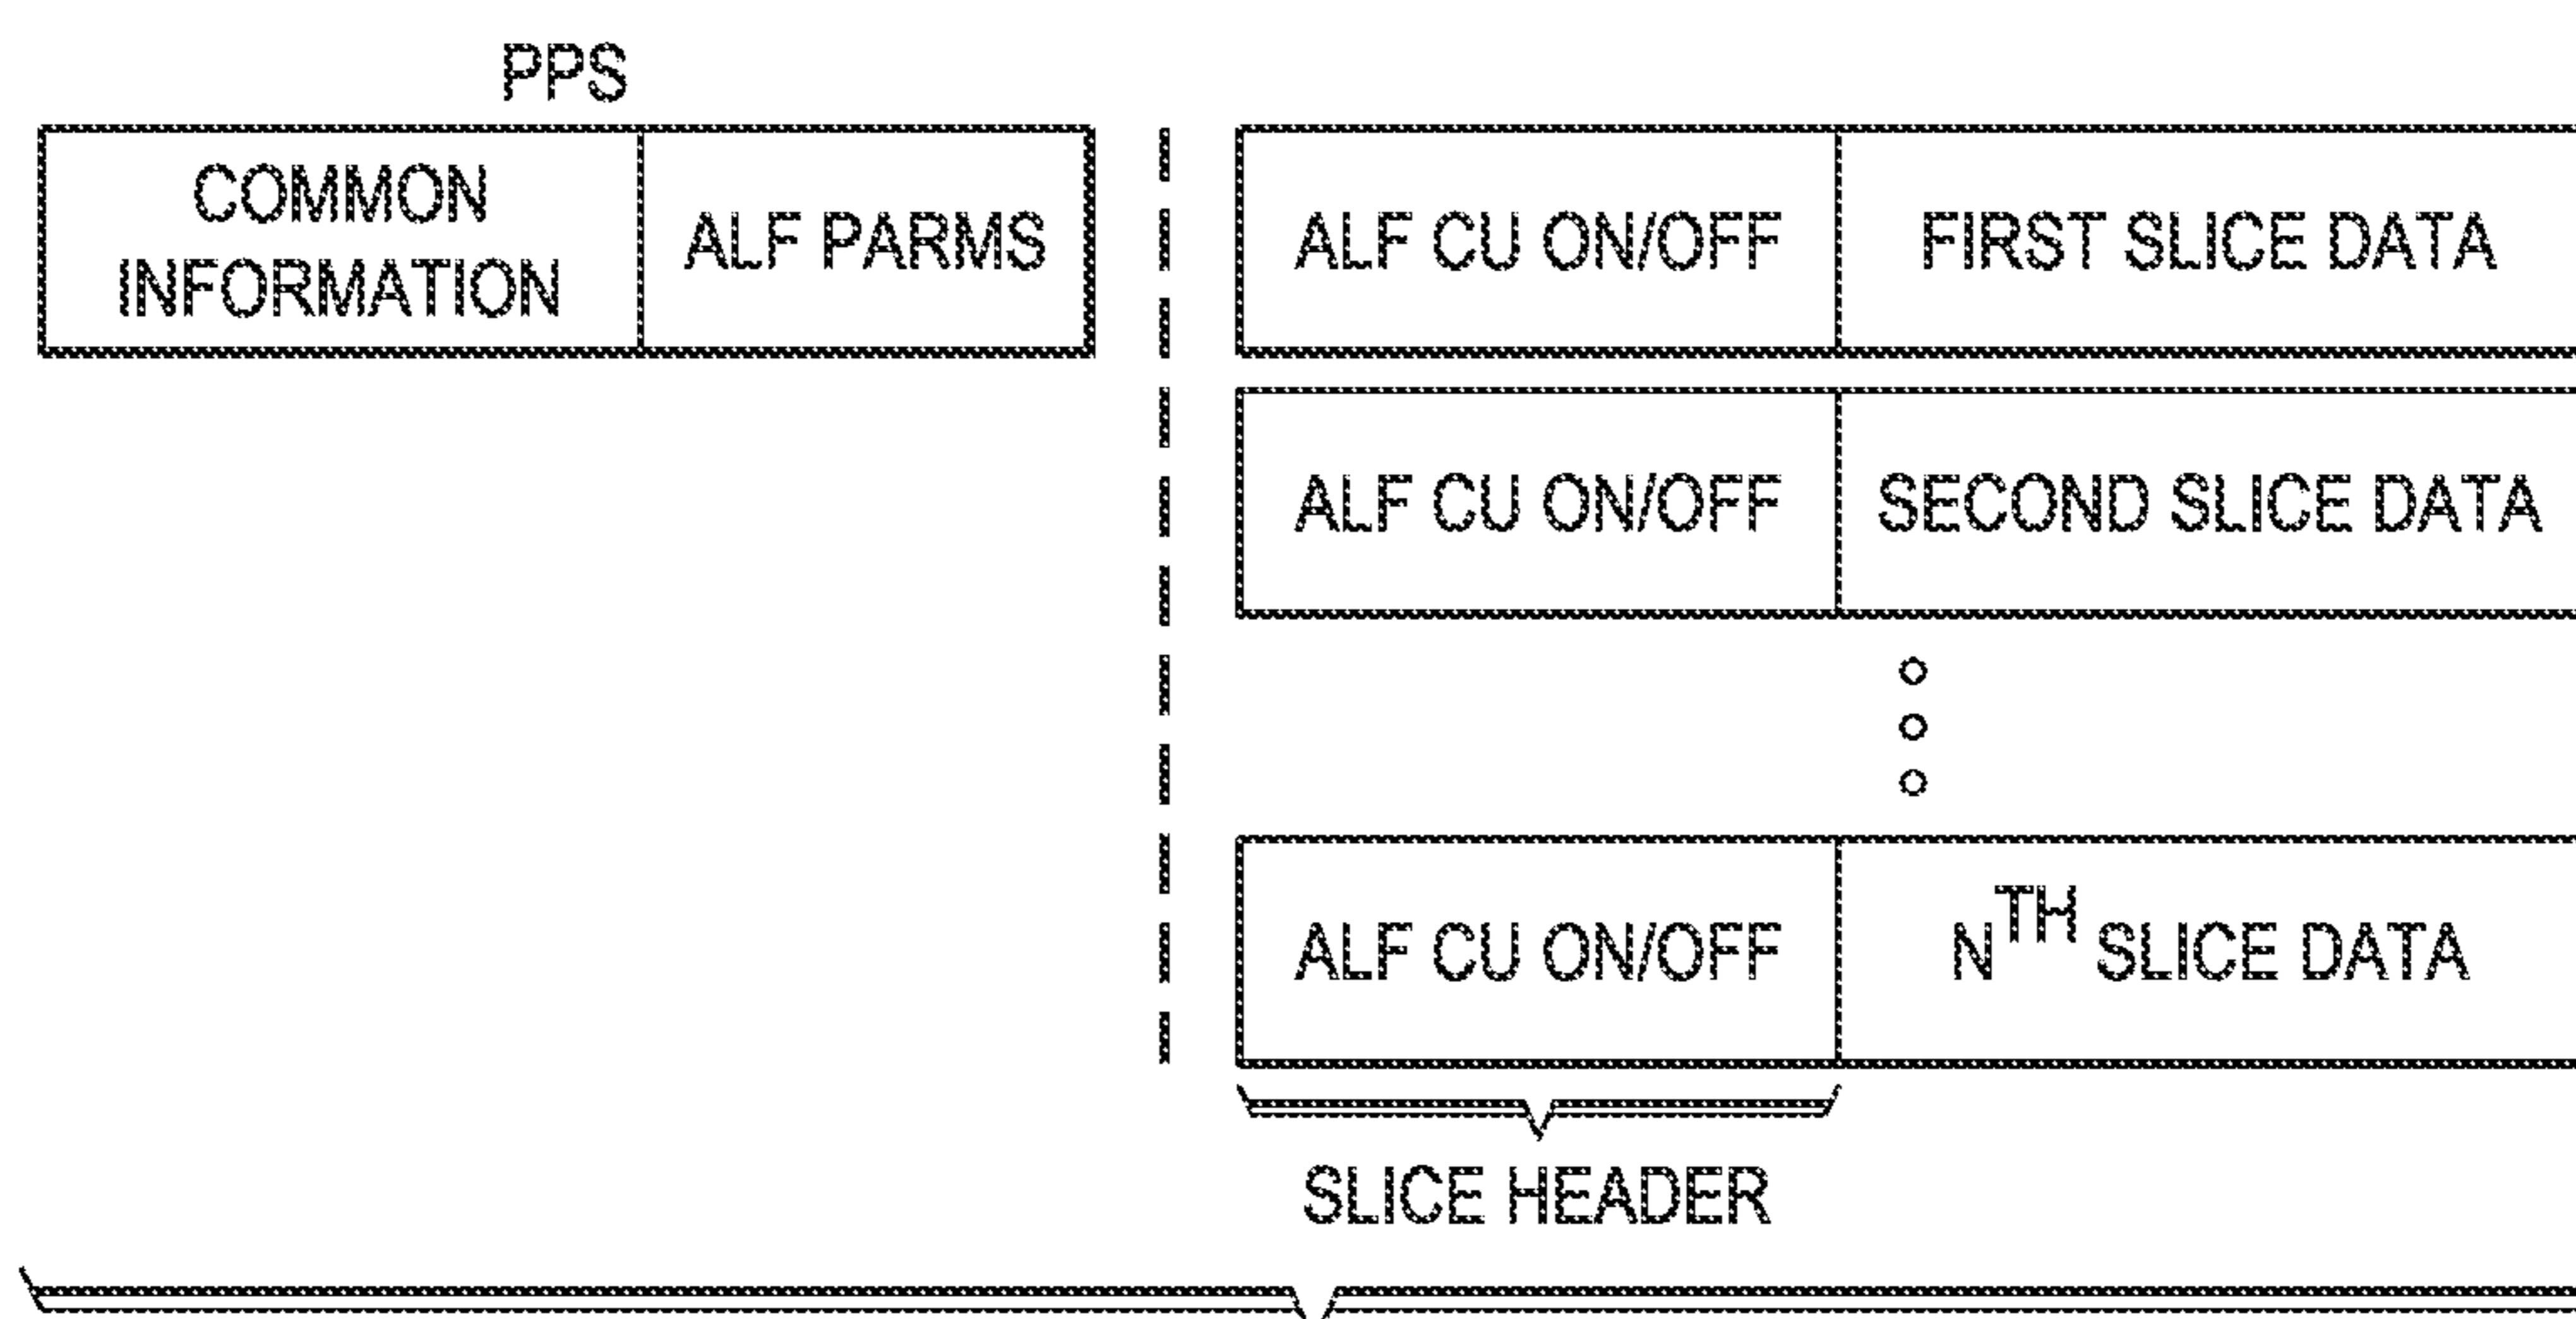 PPS
COMMON
INFORMATION
ALF PARMS
ALF CU ON/OFF
FIRST SLICE DATA
ALF CU ON/OFF
SECOND SLICE DATA
ALF CU ON/OFF
NTH SLICE DATA
SLICE HEADER